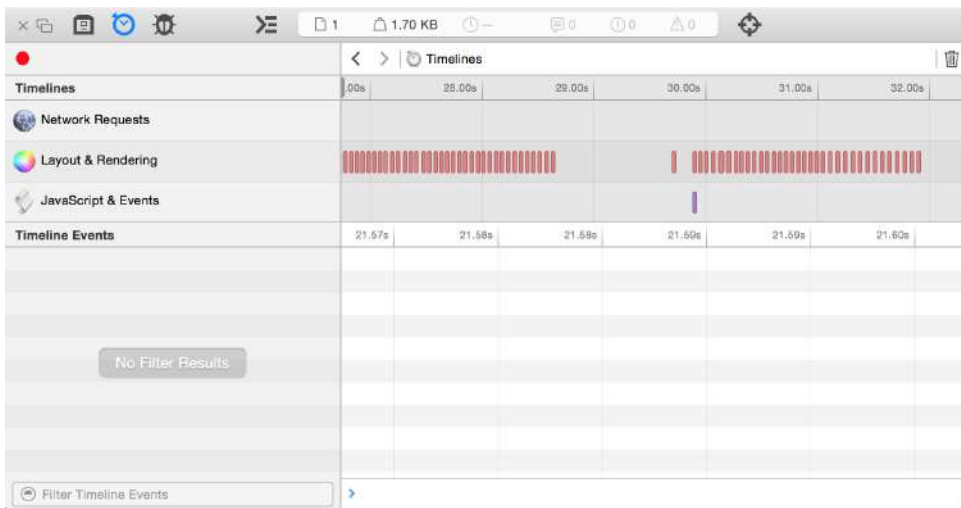 1 1.70 KB — 0 0 0
Timelines
Timelines .00s 28.00s 29.00s 30.00s 31.00s 32.00s
Network Requests
Layout & Rendering
JavaScript & Events
Timeline Events 21.57s 21.58s 21.58s 21.59s 21.59s 21.60s
No Filter Results
Filter Timeline Events